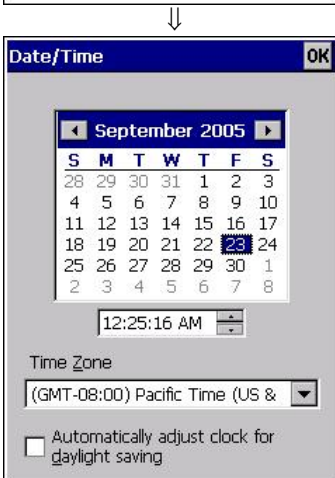 Date/Time OK
September 2005
S M T W T F S
28 29 30 31 1 2 3
4 5 6 7 8 9 10
11 12 13 14 15 16 17
18 19 20 21 22 23 24
25 26 27 28 29 30 1
2 3 4 5 6 7 8
12:25:16 AM
Time Zone
(GMT-08:00) Pacific Time (US &
Automatically adjust clock for
daylight saving